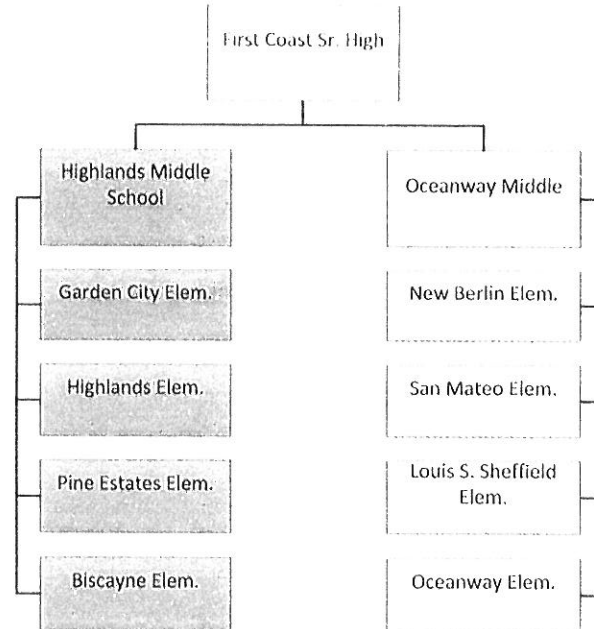 First Coast Sr. High
Highlands Middle
School
Oceanway Middle
Garden City Elem.
New Berlin Elem.
Highlands Elem.
San Mateo Elem.
Pine Estates Elem.
Louis S. Sheffield
Elem.
Biscayne Elem.
Oceanway Elem.